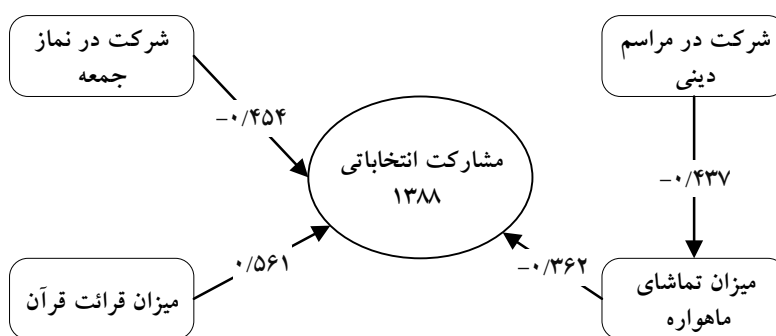 شرکت در مراسم
دینی
شرکت در نماز
جمعه
−۰/۴۵۴
مشارکت انتخاباتی
۱۳۸۸
−۰/۴۳۷
۰/۵۶۱
−۰/۳۶۲
میزان تماشای
ماهواره
میزان قرائت قرآن